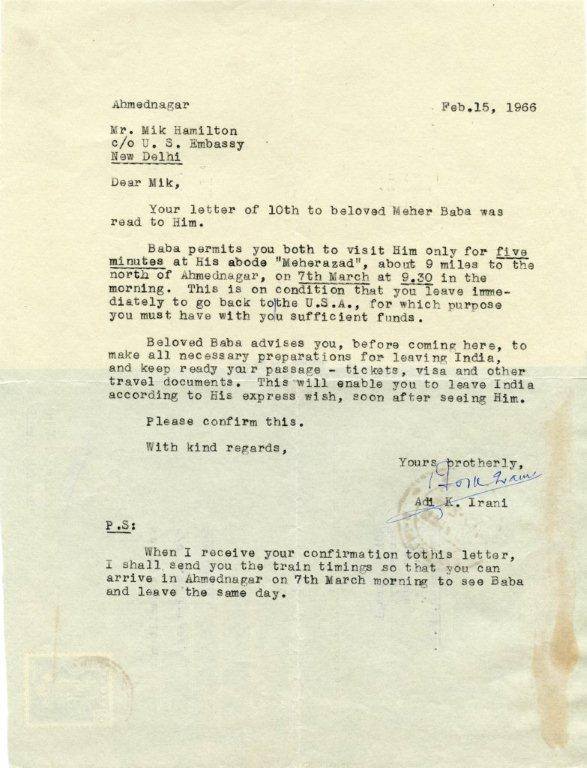 Ahmednagar
Feb.15, 1966
Mr. Mik Hamilton
c/o U. S. Embassy
New Delhi
Dear Mik,
Your letter of 10th to beloved Meher Baba was
read to Him.
Baba permits you both to visit Him only for five
minutes at His abode "Meherazad", about 9 miles to the
north of Ahmednagar, on 7th March at 9.30 in the
morning. This is on condition that you leave imme-
diately to go back to the U.S.A., for which purpose
you must have with you sufficient funds.
Beloved Baba advises you, before coming here, to
make all necessary preparations for leaving India,
and keep ready your passage - tickets, visa and other
travel documents. This will enable you to leave India
according to His express wish, soon after seeing Him.
Please confirm this.
With kind regards,
Yours brotherly,
Adi K. Irani
P.S:
When I receive your confirmation tothis letter,
I shall send you the train timings so that you can
arrive in Ahmednagar on 7th March morning to see Baba
and leave the same day.